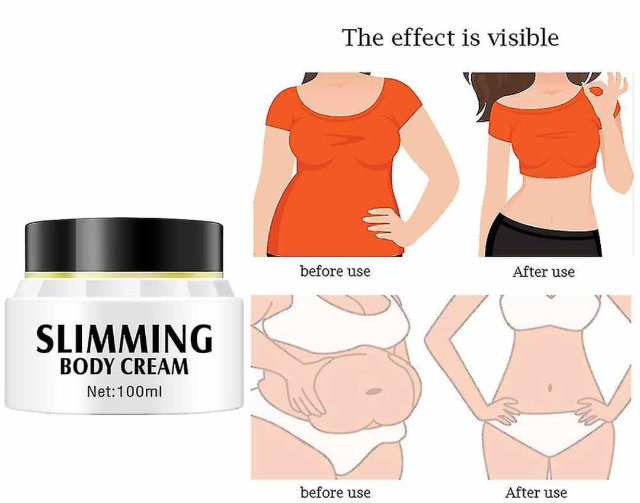 The effect is visible
before use
After use
SLIMMING
BODY CREAM
Net:100ml
before use
After use